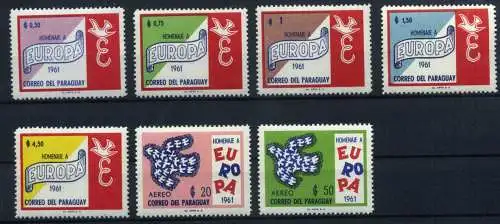 ₲ 0,50
HOMENAJE A
EUROPA
1961
CORREO DEL PARAGUAY
₲ 0,75
HOMENAJE A
EUROPA
1961
CORREO DEL PARAGUAY
₲ 1
HOMENAJE A
EUROPA
1961
CORREO DEL PARAGUAY
₲ 1,50
HOMENAJE A
EUROPA
1961
CORREO DEL PARAGUAY
₲ 4,50
HOMENAJE A
EUROPA
1961
CORREO DEL PARAGUAY
HOMENAJE A
EU
RO
PA
AEREO
₲ 20
1961
CORREO DEL PARAGUAY
HOMENAJE A
EU
RO
PA
AEREO
₲ 50
1961
CORREO DEL PARAGUAY